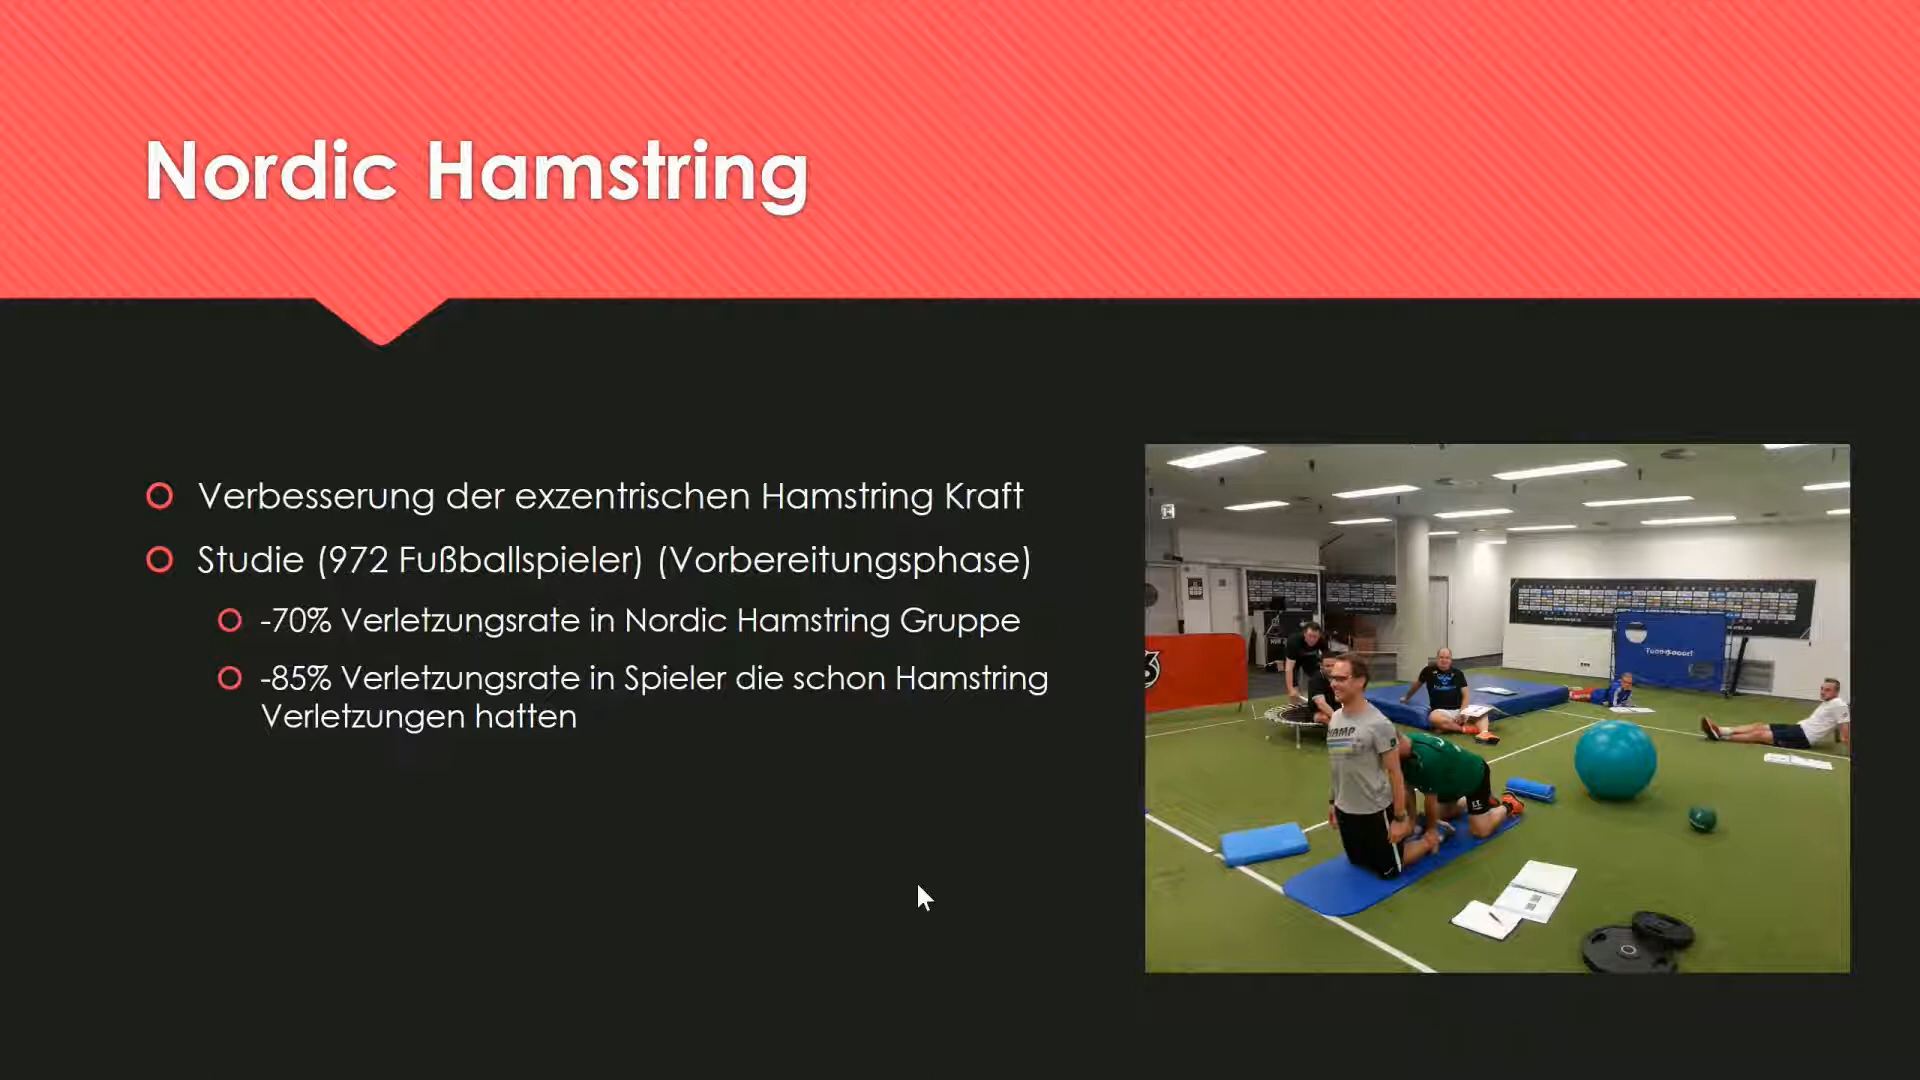 Nordic Hamstring
Verbesserung der exzentrischen Hamstring Kraft
Studie (972 Fußballspieler) (Vorbereitungsphase)
-70% Verletzungsrate in Nordic Hamstring Gruppe
-85% Verletzungsrate in Spieler die schon Hamstring
Verletzungen hatten